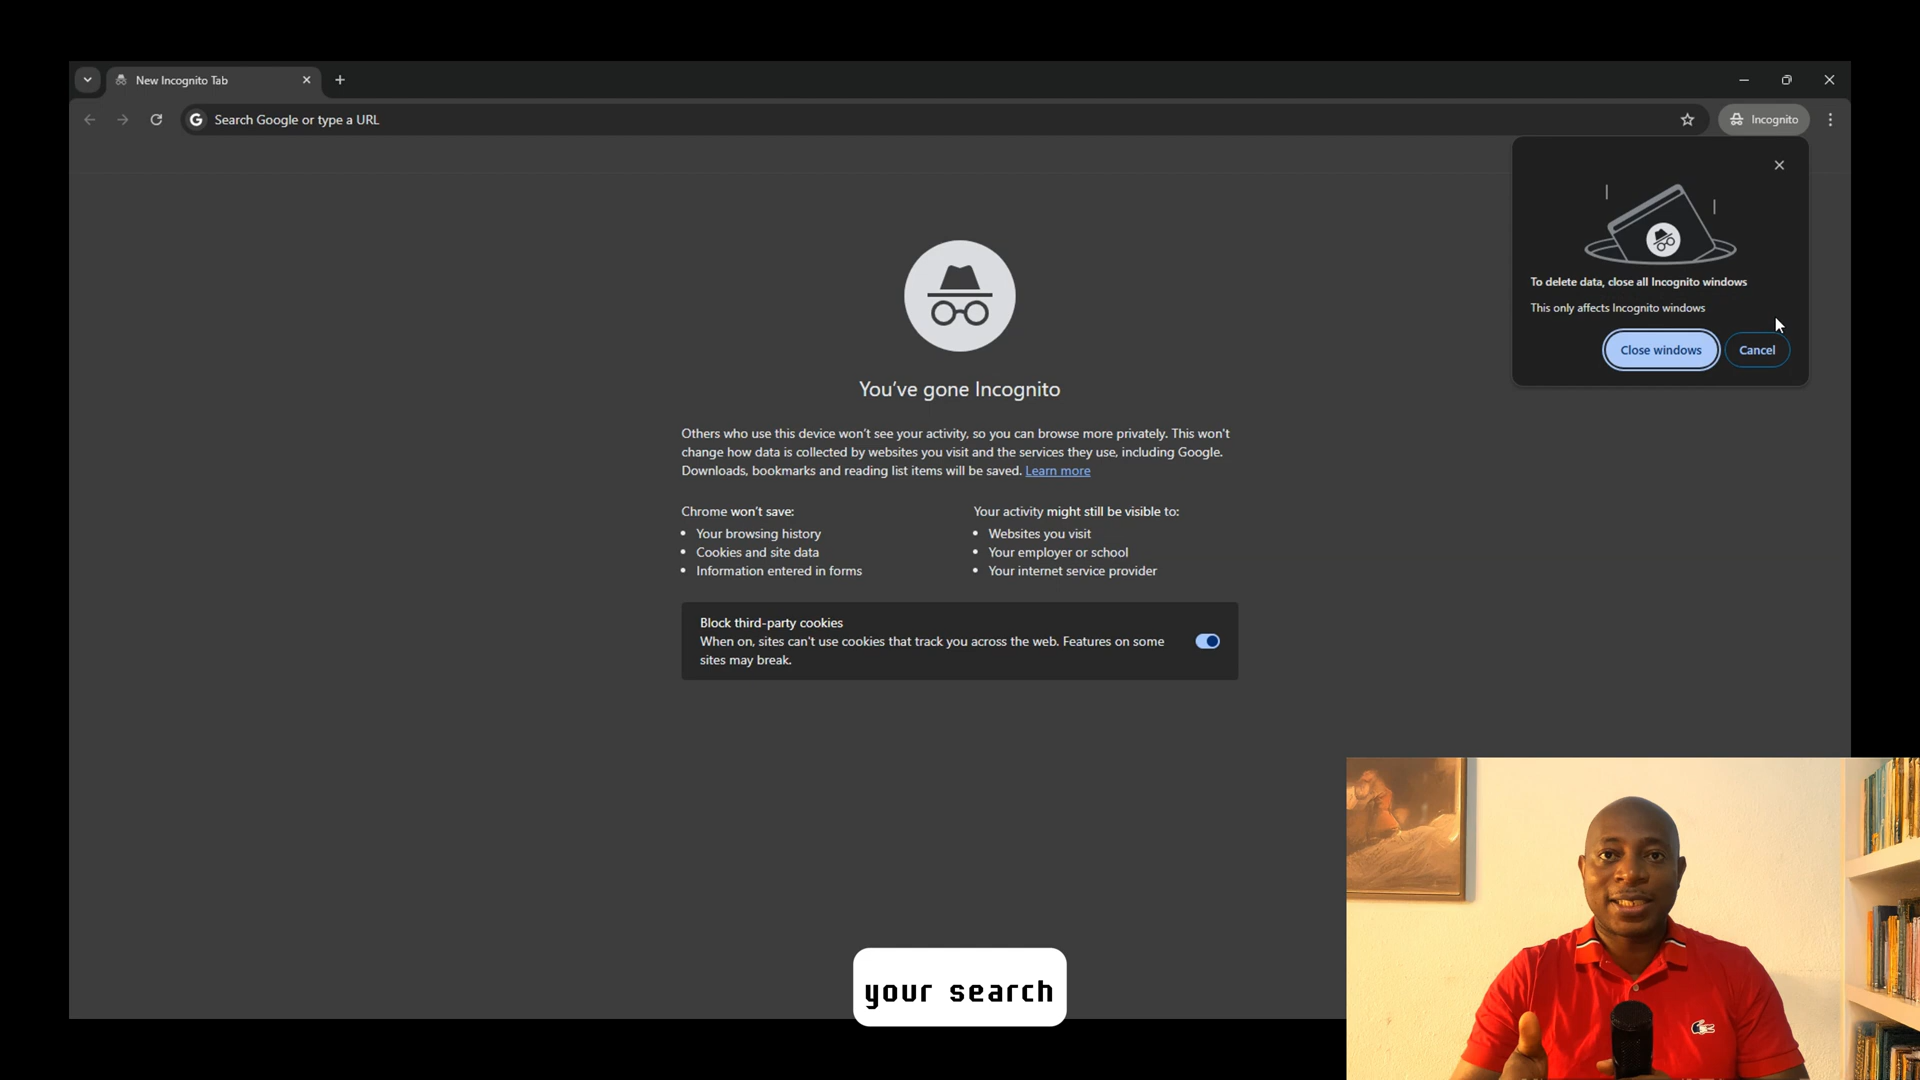 New Incognito Tab
Search Google or type a URL
Incognito
To delete data, close all Incognito windows
This only affects Incognito windows
Close windows
Cancel
You've gone Incognito
Others who use this device won't see your activity, so you can browse more privately. This won't
change how data is collected by websites you visit and the services they use, including Google.
Downloads, bookmarks and reading list items will be saved. Learn more
Chrome won't save:
Your browsing history
Cookies and site data
Information entered in forms
Your activity might still be visible to:
Websites you visit
Your employer or school
Your internet service provider
Block third-party cookies
When on, sites can't use cookies that track you across the web. Features on some
sites may break.
your search